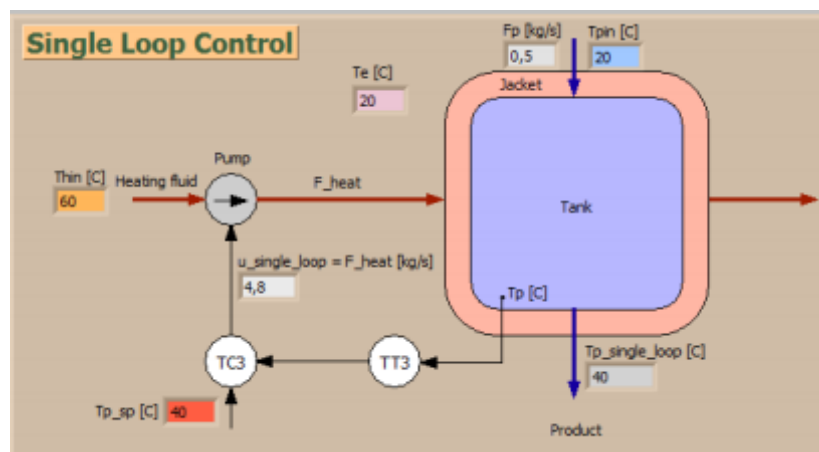 Single Loop Control
Fp [kg/s]
Tpin [C]
0,5
20
Te [C]
20
Jacket
Pump
Thin [C]
60
Heating fluid
F_heat
Tank
u_single_loop = F_heat [kg/s]
4,8
Tp [C]
TC3
TT3
Tp_single_loop [C]
40
Tp_sp [C]
40
Product